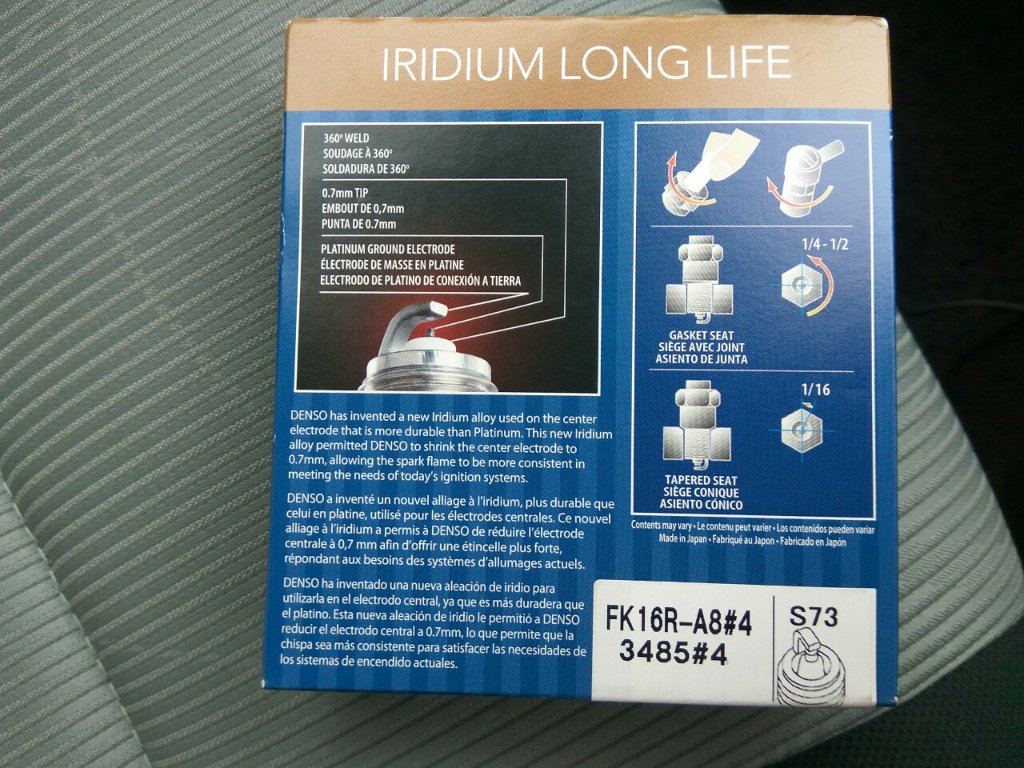 IRIDIUM LONG LIFE
360º WELD
SOUDAGE À 360º
SOLDADURA DE 360º
0.7mm TIP
EMBOUT DE 0,7mm
PUNTA DE 0.7mm
PLATINUM GROUND ELECTRODE
ÉLECTRODE DE MASSE EN PLATINE
ELECTRODO DE PLATINO DE CONEXIÓN A TIERRA
DENSO has invented a new Iridium alloy used on the center
electrode that is more durable than Platinum. This new Iridium
alloy permitted DENSO to shrink the center electrode to
0.7mm, allowing the spark flame to be more consistent in
meeting the needs of today's ignition systems.
DENSO a inventé un nouvel alliage à l'iridium, plus durable que
celui en platine, utilisé pour les électrodes centrales. Ce nouvel
alliage à l'iridium a permis à DENSO de réduire l'électrode
centrale à 0,7 mm afin d'offrir une étincelle plus forte,
répondant aux besoins des systèmes d'allumages actuels.
DENSO ha inventado una nueva aleación de iridio para
utilizarla en el electrodo central, ya que es más duradera que
el platino. Esta nueva aleación de iridio le permitió a DENSO
reducir el electrodo central a 0.7mm, lo que permite que la
chispa sea más consistente para satisfacer las necesidades de
los sistemas de encendido actuales.
1/4 - 1/2
GASKET SEAT
SIÈGE AVEC JOINT
ASIENTO DE JUNTA
1/16
TAPERED SEAT
SIÈGE CONIQUE
ASIENTO CÓNICO
Contents may vary • Le contenu peut varier • Los contenidos pueden variar
Made in Japan • Fabriqué au Japon • Fabricado en Japón
FK16R-A8#4
3485#4
S73